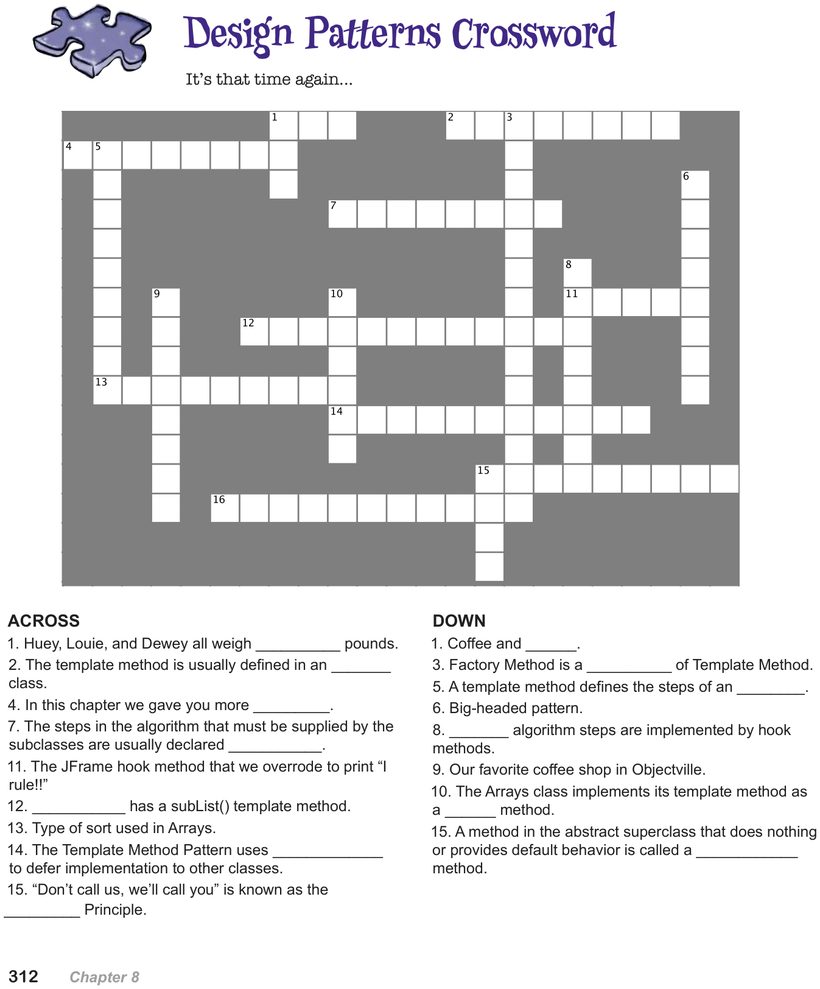 Design Patterns Crossword
It's that time again...
1
2
3
4
5
6
7
8
9
10
11
12
13
14
15
16
ACROSS
1. Huey, Louie, and Dewey all weigh __________ pounds.
2. The template method is usually defined in an _______
class.
4. In this chapter we gave you more _________.
7. The steps in the algorithm that must be supplied by the
subclasses are usually declared ___________.
11. The JFrame hook method that we overrode to print “I
rule!!”
12. ___________ has a subList() template method.
13. Type of sort used in Arrays.
14. The Template Method Pattern uses _____________
to defer implementation to other classes.
15. “Don’t call us, we’ll call you” is known as the
_________ Principle.
DOWN
1. Coffee and ______.
3. Factory Method is a __________ of Template Method.
5. A template method defines the steps of an ________.
6. Big-headed pattern.
8. _______ algorithm steps are implemented by hook
methods.
9. Our favorite coffee shop in Objectville.
10. The Arrays class implements its template method as
a ______ method.
15. A method in the abstract superclass that does nothing
or provides default behavior is called a ____________
method.
312 Chapter 8